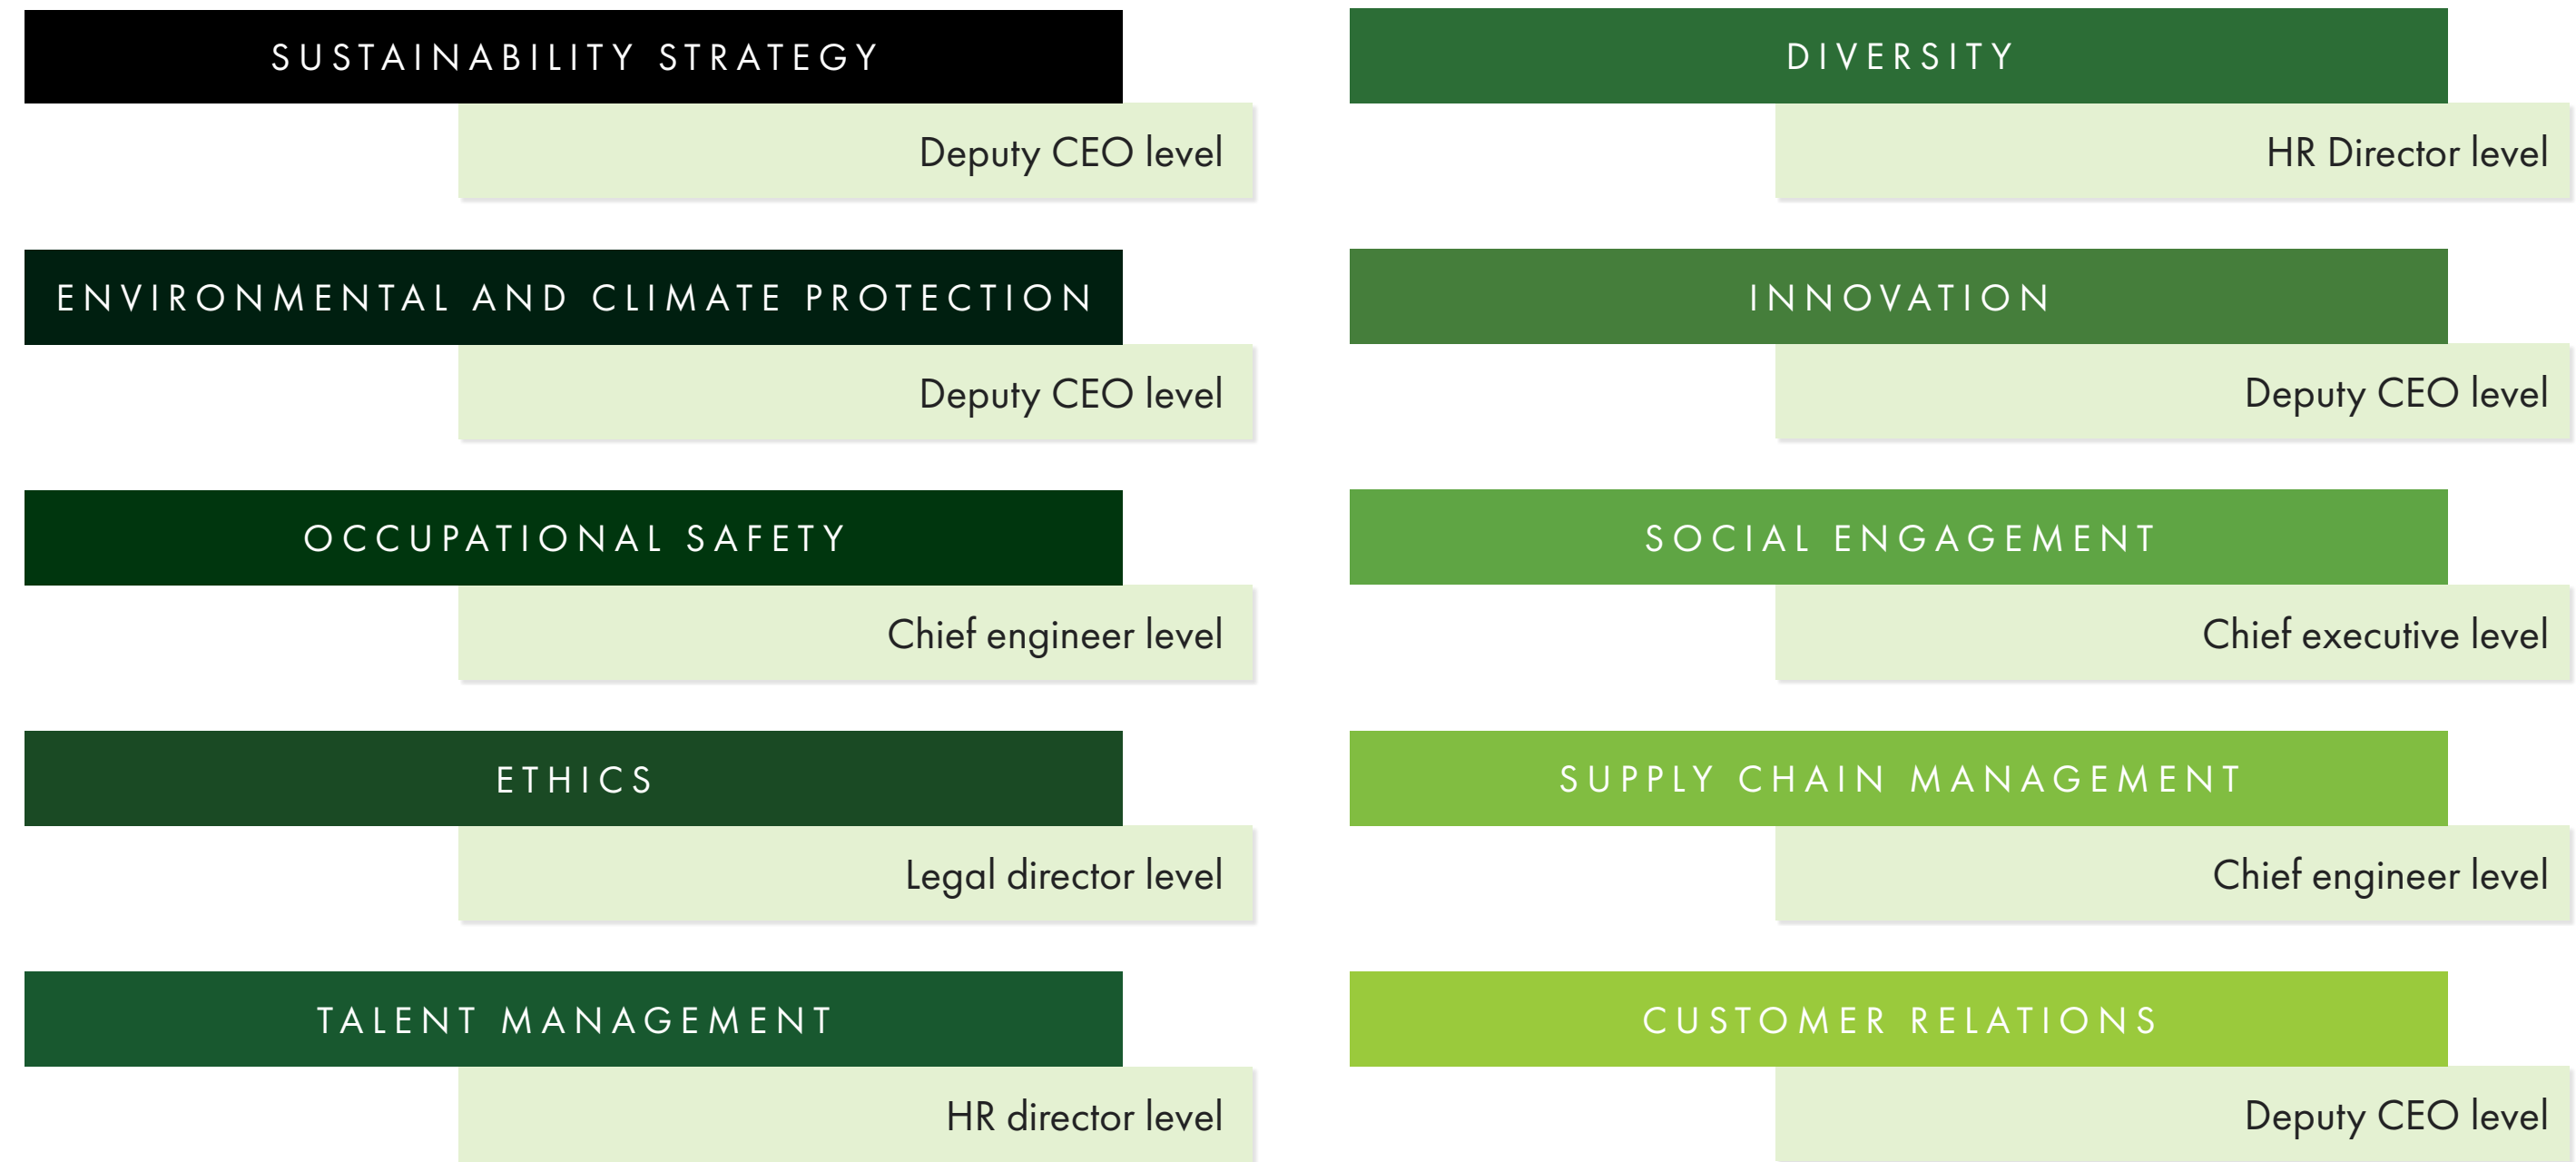 SUSTAINABILITY STRATEGY
Deputy CEO level
ENVIRONMENTAL AND CLIMATE PROTECTION
Deputy CEO level
OCCUPATIONAL SAFETY
Chief engineer level
ETHICS
Legal director level
TALENT MANAGEMENT
HR director level
DIVERSITY
HR Director level
INNOVATION
Deputy CEO level
SOCIAL ENGAGEMENT
Chief executive level
SUPPLY CHAIN MANAGEMENT
Chief engineer level
CUSTOMER RELATIONS
Deputy CEO level